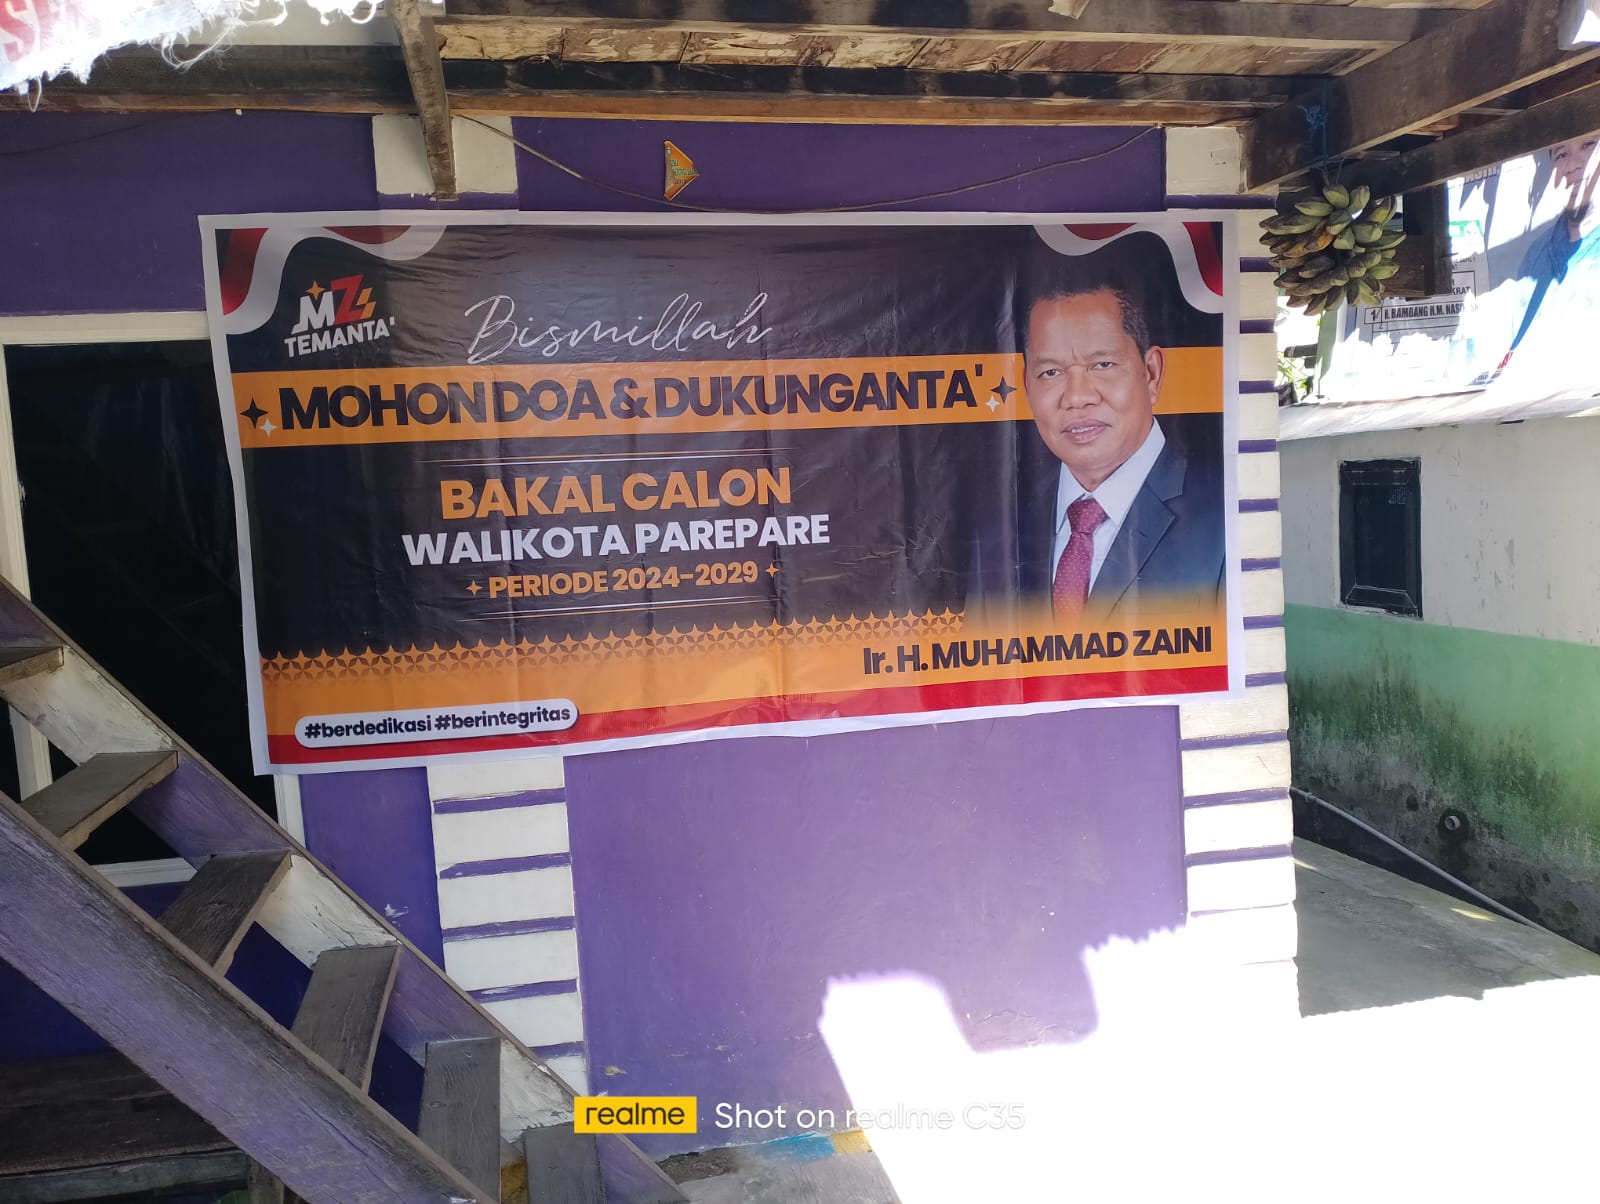 MZ
TEMANTA'
Bismillah
MOHON DOA & DUKUNGANTA'
BAKAL CALON
WALIKOTA PAREPARE
PERIODE 2024-2029
Ir. H. MUHAMMAD ZAINI
#berdedikasi #berintegritas
realme Shot on realme C35